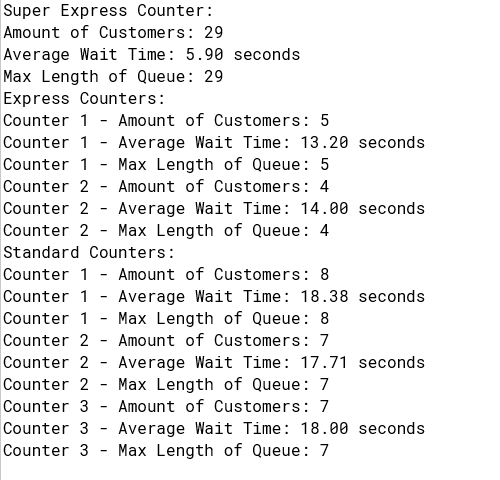 Super Express Counter:
Amount of Customers: 29
Average Wait Time: 5.90 seconds
Max Length of Queue: 29
Express Counters:
Counter 1 - Amount of Customers: 5
Counter 1 - Average Wait Time: 13.20 seconds
Counter 1 - Max Length of Queue: 5
Counter 2 - Amount of Customers: 4
Counter 2 - Average Wait Time: 14.00 seconds
Counter 2 - Max Length of Queue: 4
Standard Counters:
Counter 1 - Amount of Customers: 8
Counter 1 - Average Wait Time: 18.38 seconds
Counter 1 - Max Length of Queue: 8
Counter 2 - Amount of Customers: 7
Counter 2 - Average Wait Time: 17.71 seconds
Counter 2 - Max Length of Queue: 7
Counter 3 - Amount of Customers: 7
Counter 3 - Average Wait Time: 18.00 seconds
Counter 3 - Max Length of Queue: 7